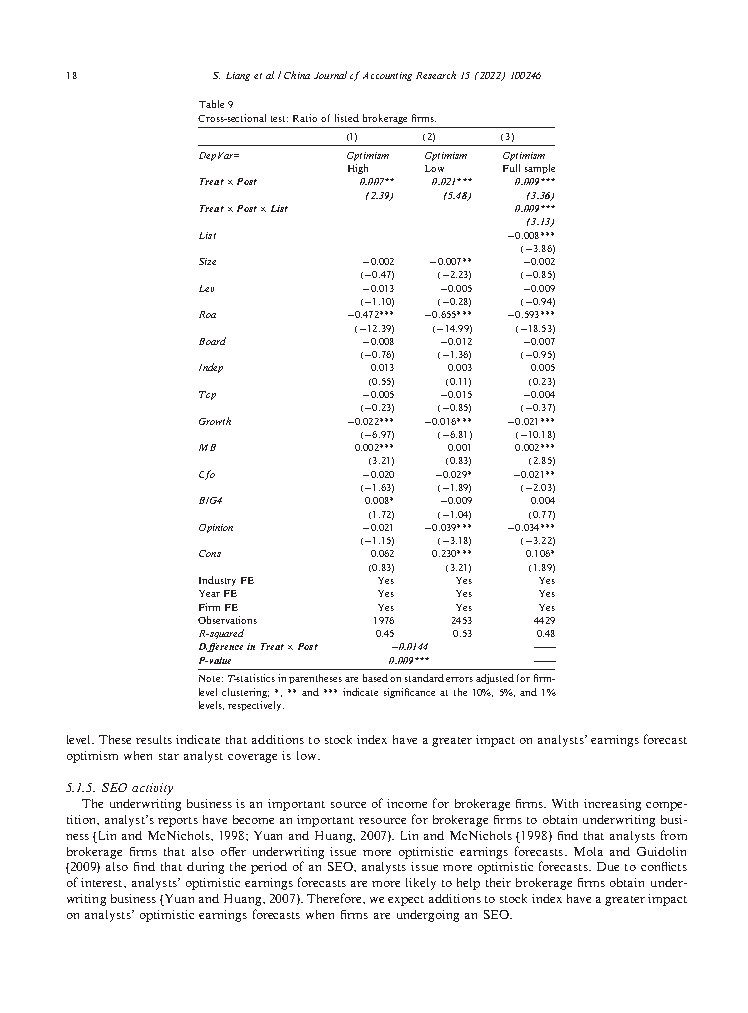 18
S. Liang et al. / China Journal of Accounting Research 15 (2022) 100246
Table 9
Cross-sectional test: Ratio of listed brokerage firms.
(1) (2) (3)
DepVar= Optimism Optimism Optimism
High Low Full sample
Treat × Post 0.007** 0.021*** 0.009***
(2.39) (5.48) (3.36)
Treat × Post × List 0.009***
(3.13)
List −0.008***
(−3.86)
Size −0.002 −0.007** −0.002
(−0.47) (−2.23) (−0.85)
Lev −0.013 −0.005 −0.009
(−1.10) (−0.28) (−0.94)
Roa −0.472*** −0.655*** −0.593***
(−12.39) (−14.99) (−18.53)
Board −0.008 −0.012 −0.007
(−0.76) (−1.36) (−0.95)
Indep 0.013 0.003 0.005
(0.55) (0.11) (0.23)
Top −0.005 −0.015 −0.004
(−0.23) (−0.85) (−0.37)
Growth −0.022*** −0.016*** −0.021***
(−6.97) (−6.81) (−10.18)
MB 0.002*** 0.001 0.002***
(3.21) (0.83) (2.85)
Cfo −0.020 −0.029* −0.021**
(−1.63) (−1.89) (−2.03)
BIG4 0.008* −0.009 0.004
(1.72) (−1.04) (0.77)
Opinion −0.021 −0.039*** −0.034***
(−1.15) (−3.18) (−3.22)
Cons 0.062 0.230*** 0.106*
(0.83) (3.21) (1.89)
Industry FE Yes Yes Yes
Year FE Yes Yes Yes
Firm FE Yes Yes Yes
Observations 1976 2453 4429
R-squared 0.45 0.53 0.48
Difference in Treat × Post −0.0144 ——
P-value 0.009*** ——
Note: T-statistics in parentheses are based on standard errors adjusted for firm-
level clustering; *, ** and *** indicate significance at the 10%, 5%, and 1%
levels, respectively.
level. These results indicate that additions to stock index have a greater impact on analysts' earnings forecast
optimism when star analyst coverage is low.
5.1.5. SEO activity
The underwriting business is an important source of income for brokerage firms. With increasing compe-
tition, analyst's reports have become an important resource for brokerage firms to obtain underwriting busi-
ness (Lin and McNichols, 1998; Yuan and Huang, 2007). Lin and McNichols (1998) find that analysts from
brokerage firms that also offer underwriting issue more optimistic earnings forecasts. Mola and Guidolin
(2009) also find that during the period of an SEO, analysts issue more optimistic forecasts. Due to conflicts
of interest, analysts' optimistic earnings forecasts are more likely to help their brokerage firms obtain under-
writing business (Yuan and Huang, 2007). Therefore, we expect additions to stock index have a greater impact
on analysts' optimistic earnings forecasts when firms are undergoing an SEO.